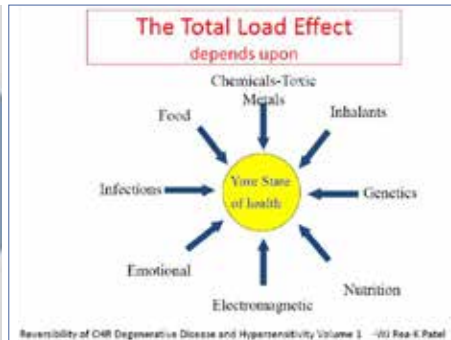 The Total Load Effect
depends upon
Chemicals-Toxic
Metals
Food
Inhalants
Infections
Your State
of health
Genetics
Emotional
Nutrition
Electromagnetic
Reversibility of CHR Degenerative Disease and Hypersensitivity Volume 1 -WJ Rea-K Patel